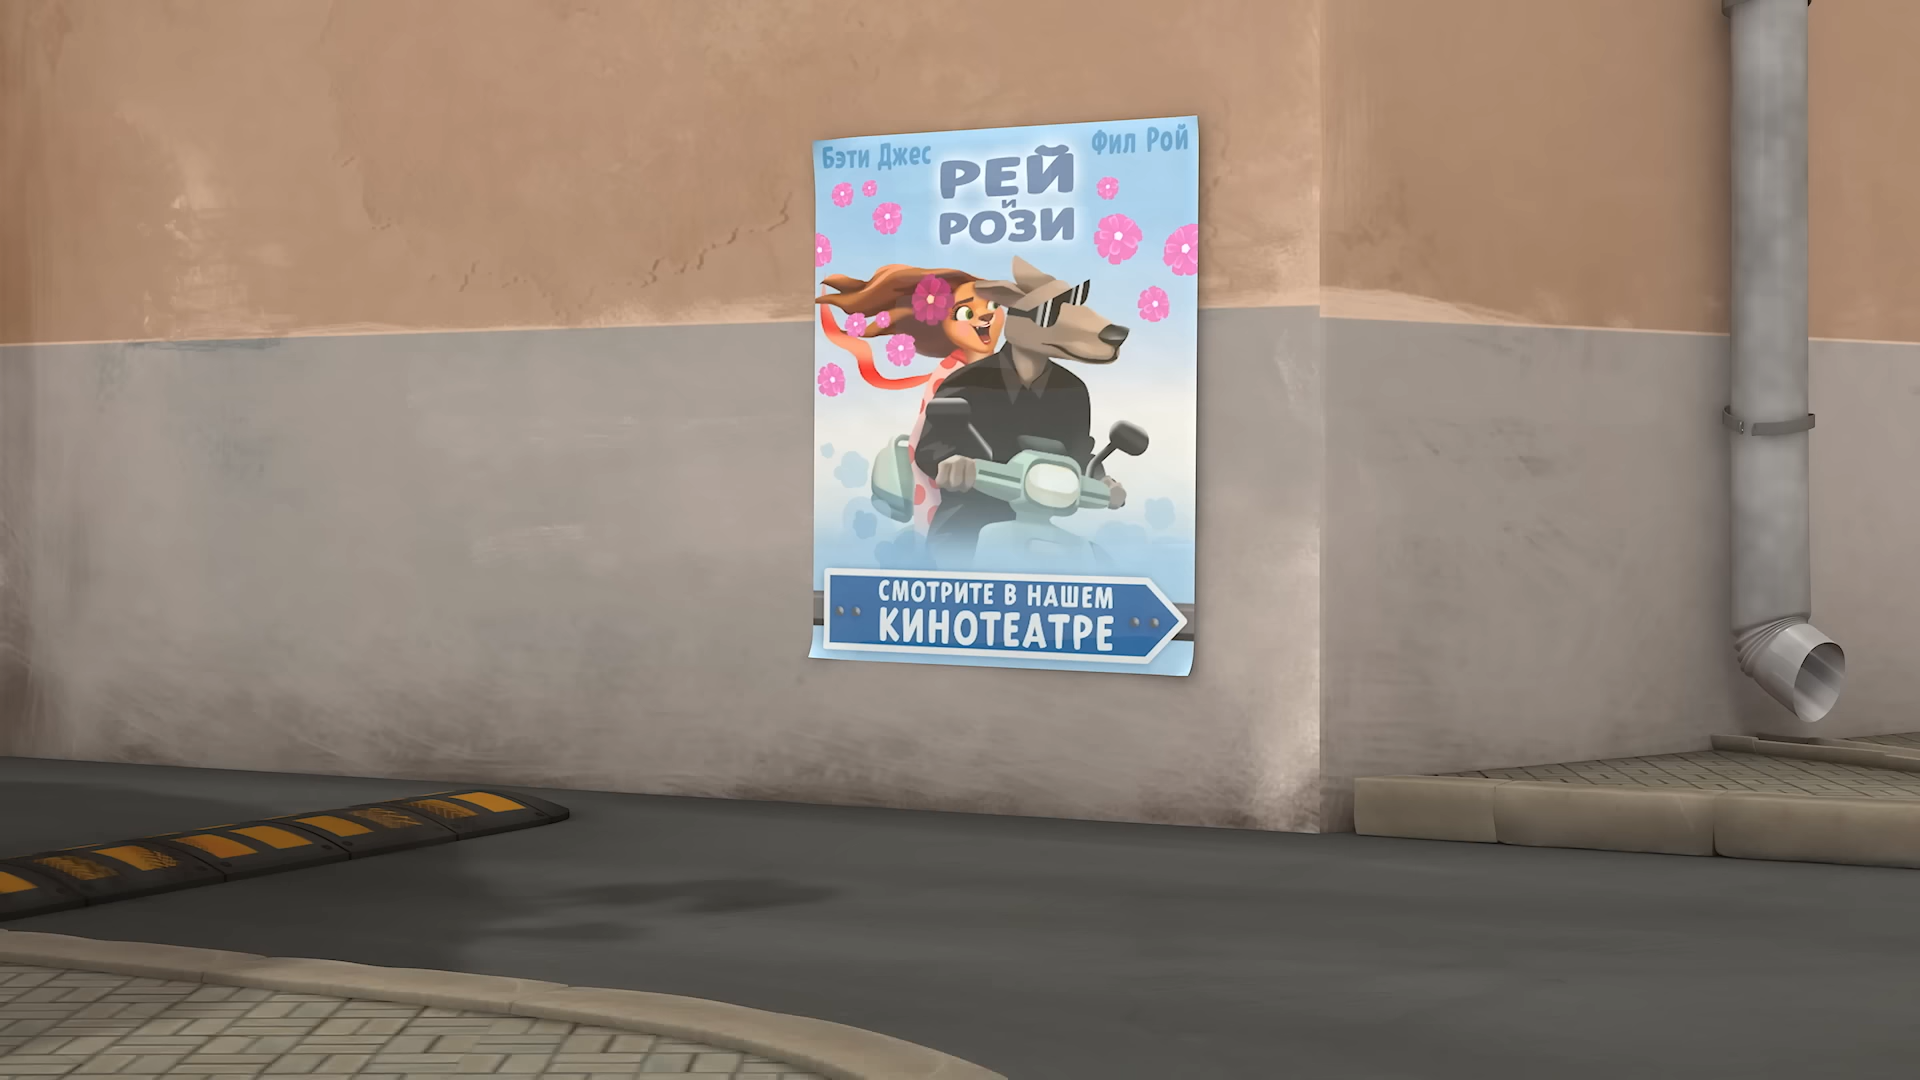 Бэти Джес
Фил Рой
РЕЙ
и
РОЗИ
СМОТРИТЕ В НАШЕМ
КИНОТЕАТРЕ